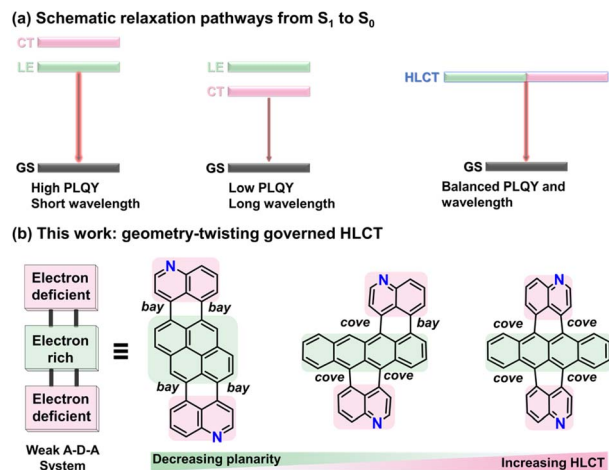 (a) Schematic relaxation pathways from S₁ to S₀
CT
LE
GS
High PLQY
Short wavelength
LE
CT
GS
Low PLQY
Long wavelength
HLCT
GS
Balanced PLQY and
wavelength
(b) This work: geometry-twisting governed HLCT
Electron
deficient
Electron
rich
Electron
deficient
Weak A-D-A
System
≡
N
bay
bay
bay
bay
N
N
cove
bay
cove
cove
N
N
cove
cove
cove
cove
N
Decreasing planarity
Increasing HLCT